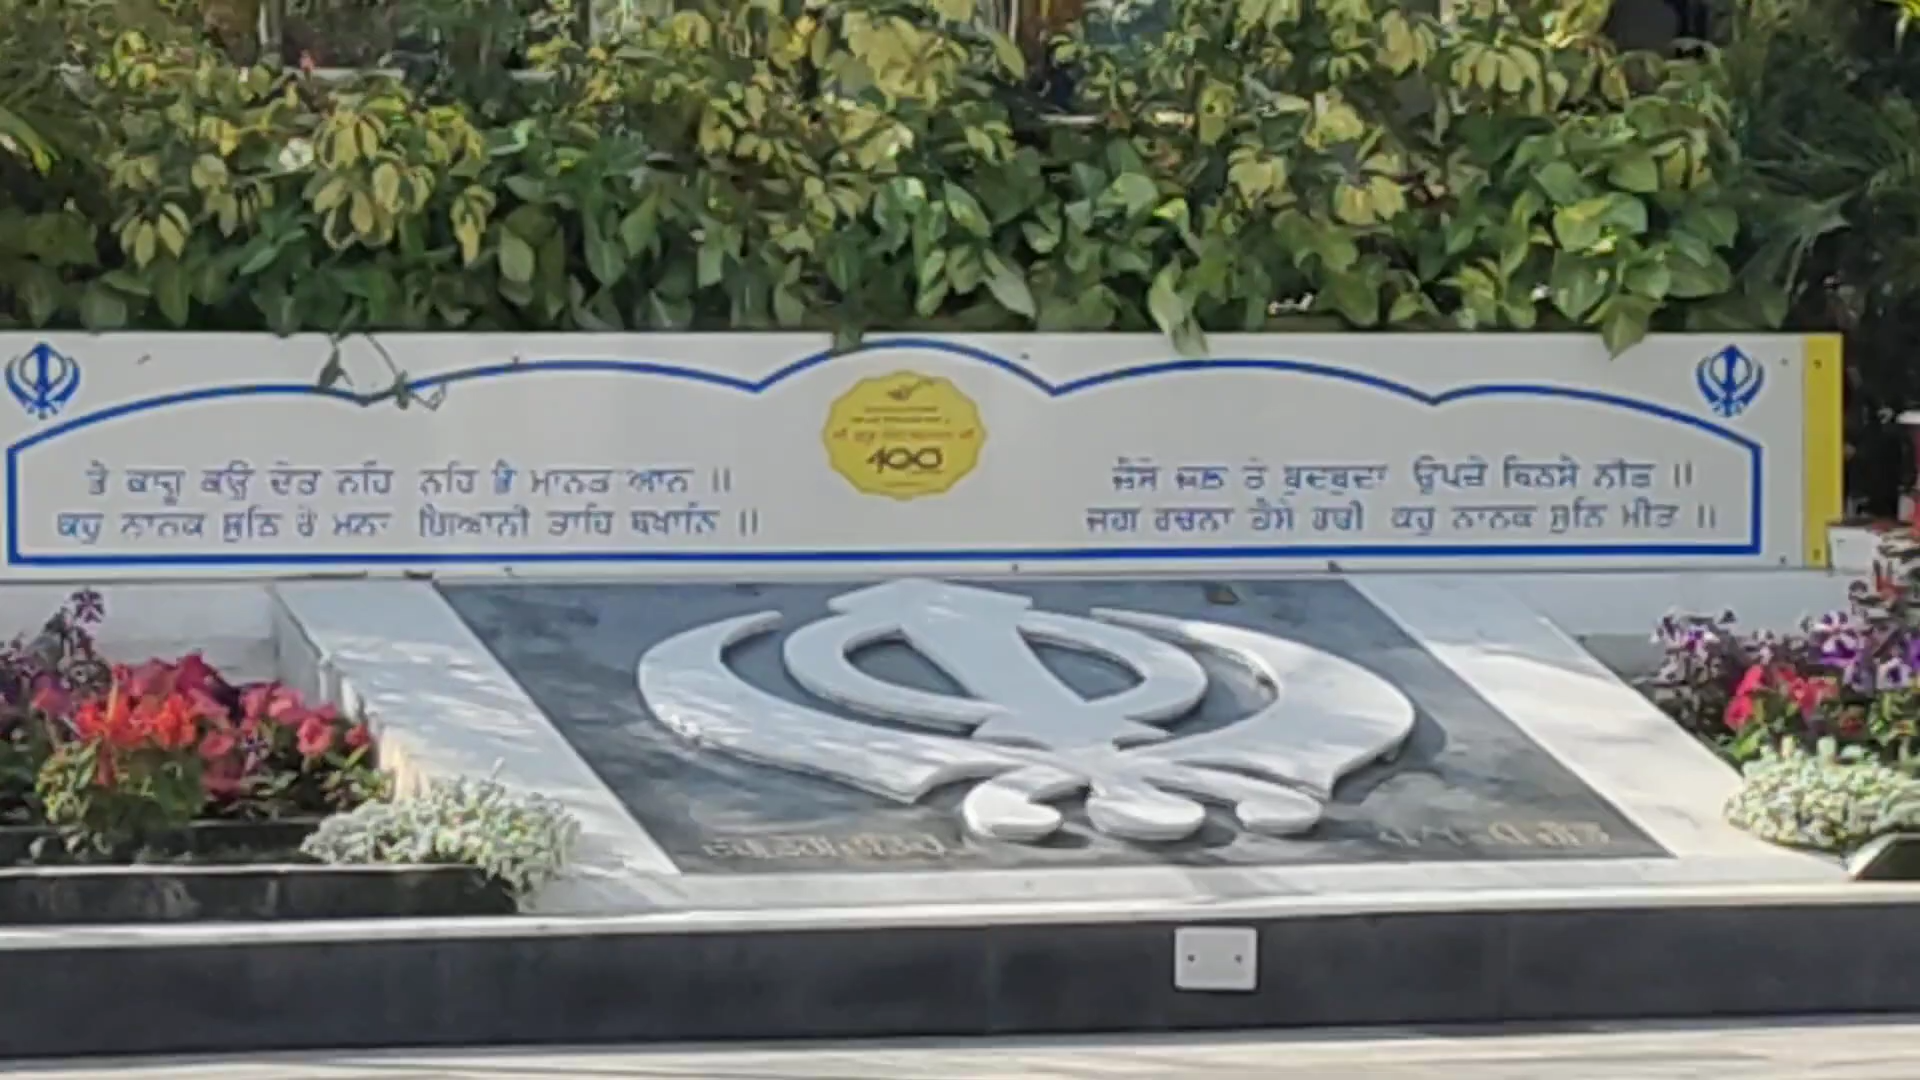 ਭੈ ਕਾਹੂ ਕਉ ਦੇਤ ਨਹਿ ਨਹਿ ਭੈ ਮਾਨਤ ਆਨ ॥
ਕਹੁ ਨਾਨਕ ਸੁਨਿ ਰੇ ਮਨਾ ਗਿਆਨੀ ਤਾਹਿ ਬਖਾਨਿ ॥
400
ਜੈਸੇ ਜਲ ਤੇ ਬੁਦਬੁਦਾ ਉਪਜੈ ਬਿਨਸੈ ਨੀਤ ॥
ਜਗ ਰਚਨਾ ਤੈਸੇ ਰਚੀ ਕਹੁ ਨਾਨਕ ਸੁਨਿ ਮੀਤ ॥